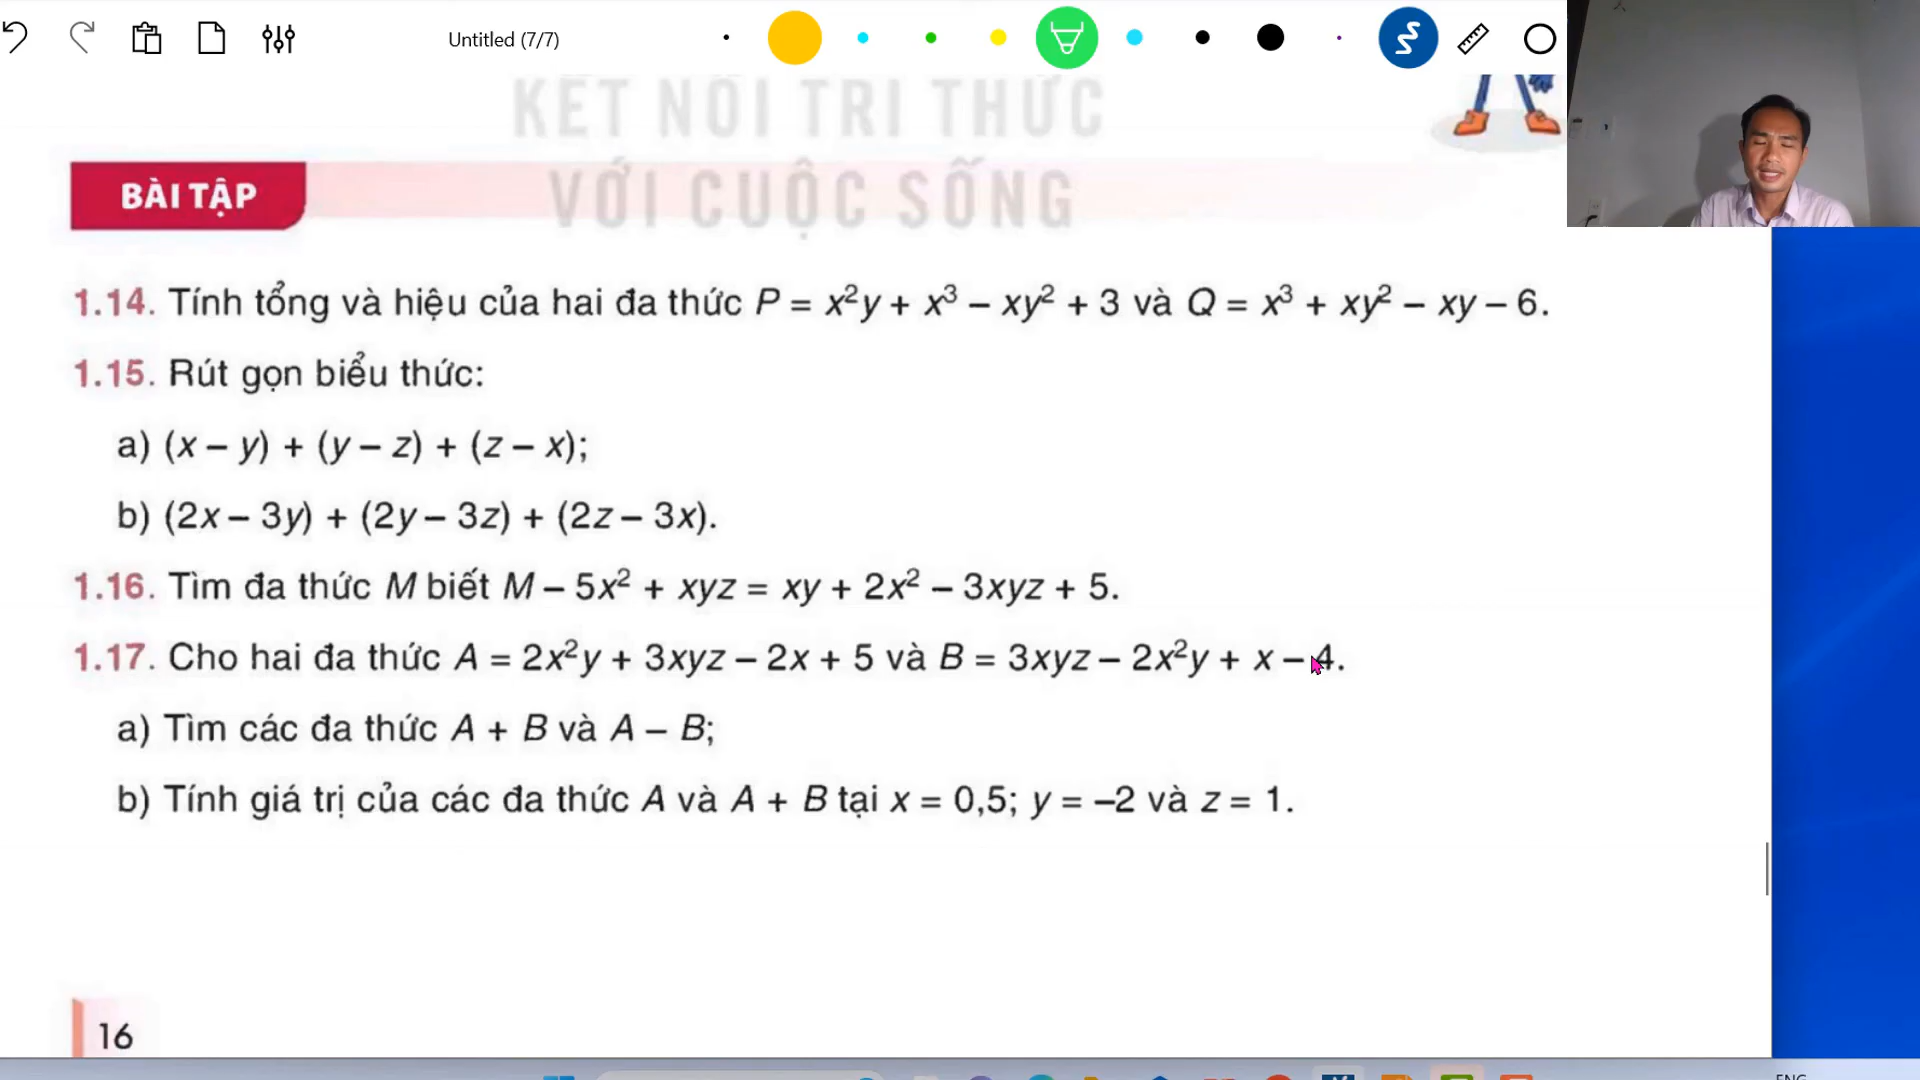 Untitled (7/7)
KẾT NỐI TRI THỨC
VỚI CUỘC SỐNG
BÀI TẬP
1.14. Tính tổng và hiệu của hai đa thức P = x²y + x³ – xy² + 3 và Q = x³ + xy² – xy – 6.
1.15. Rút gọn biểu thức:
a) (x – y) + (y – z) + (z – x);
b) (2x – 3y) + (2y – 3z) + (2z – 3x).
1.16. Tìm đa thức M biết M – 5x² + xyz = xy + 2x² – 3xyz + 5.
1.17. Cho hai đa thức A = 2x²y + 3xyz – 2x + 5 và B = 3xyz – 2x²y + x – 4.
a) Tìm các đa thức A + B và A – B;
b) Tính giá trị của các đa thức A và A + B tại x = 0,5; y = –2 và z = 1.
16
ENG